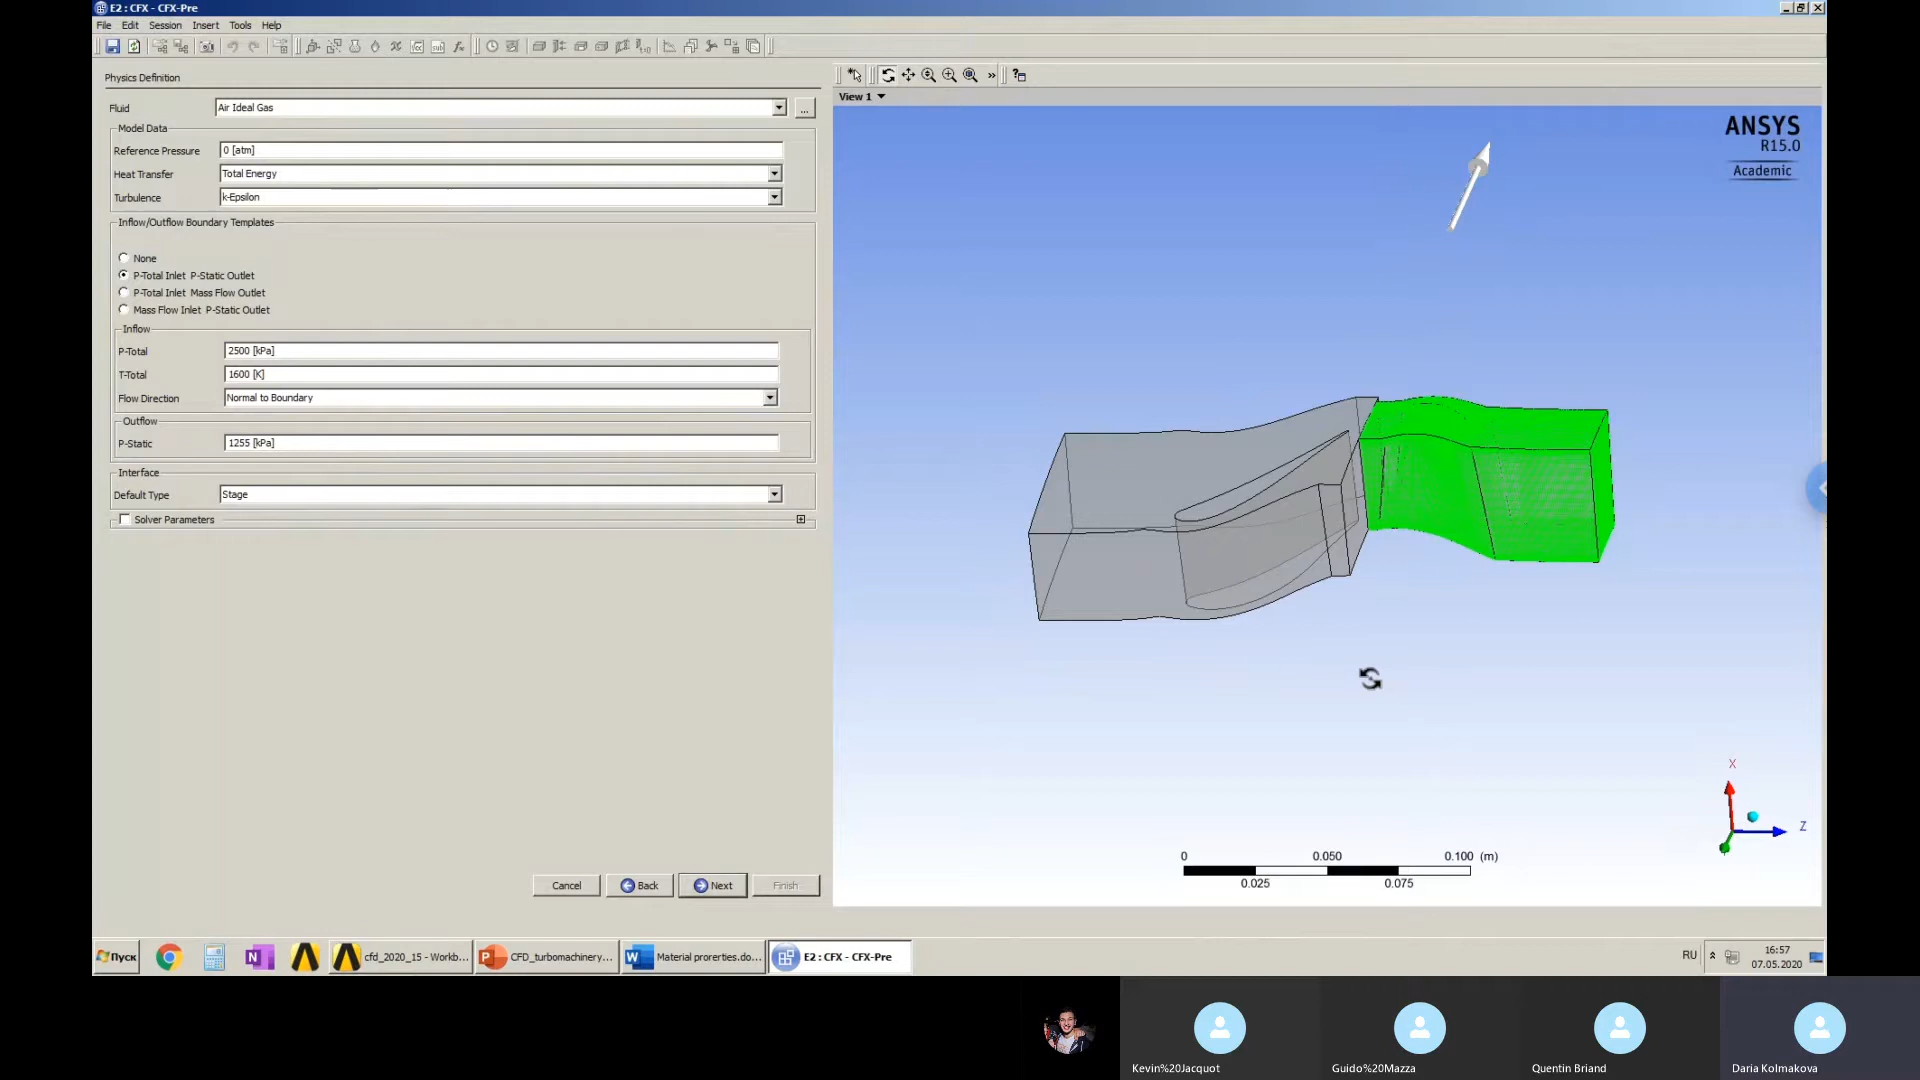 E2 : CFX - CFX-Pre
File Edit Session Insert Tools Help
Physics Definition
Fluid
Air Ideal Gas
...
Model Data
Reference Pressure
0 [atm]
Heat Transfer
Total Energy
Turbulence
k-Epsilon
Inflow/Outflow Boundary Templates
None
P-Total Inlet P-Static Outlet
P-Total Inlet Mass Flow Outlet
Mass Flow Inlet P-Static Outlet
Inflow
P-Total
2500 [kPa]
T-Total
1600 [K]
Flow Direction
Normal to Boundary
Outflow
P-Static
1255 [kPa]
Interface
Default Type
Stage
Solver Parameters
Cancel
Back
Next
Finish
View 1
ANSYS
R15.0
Academic
X
Z
0 0.050 0.100 (m)
0.025 0.075
Пуск
cfd_2020_15 - Workb...
CFD_turbomachinery...
Material prorerties.do...
E2 : CFX - CFX-Pre
RU
16:57
07.05.2020
Kevin%20Jacquot
Guido%20Mazza
Quentin Briand
Daria Kolmakova